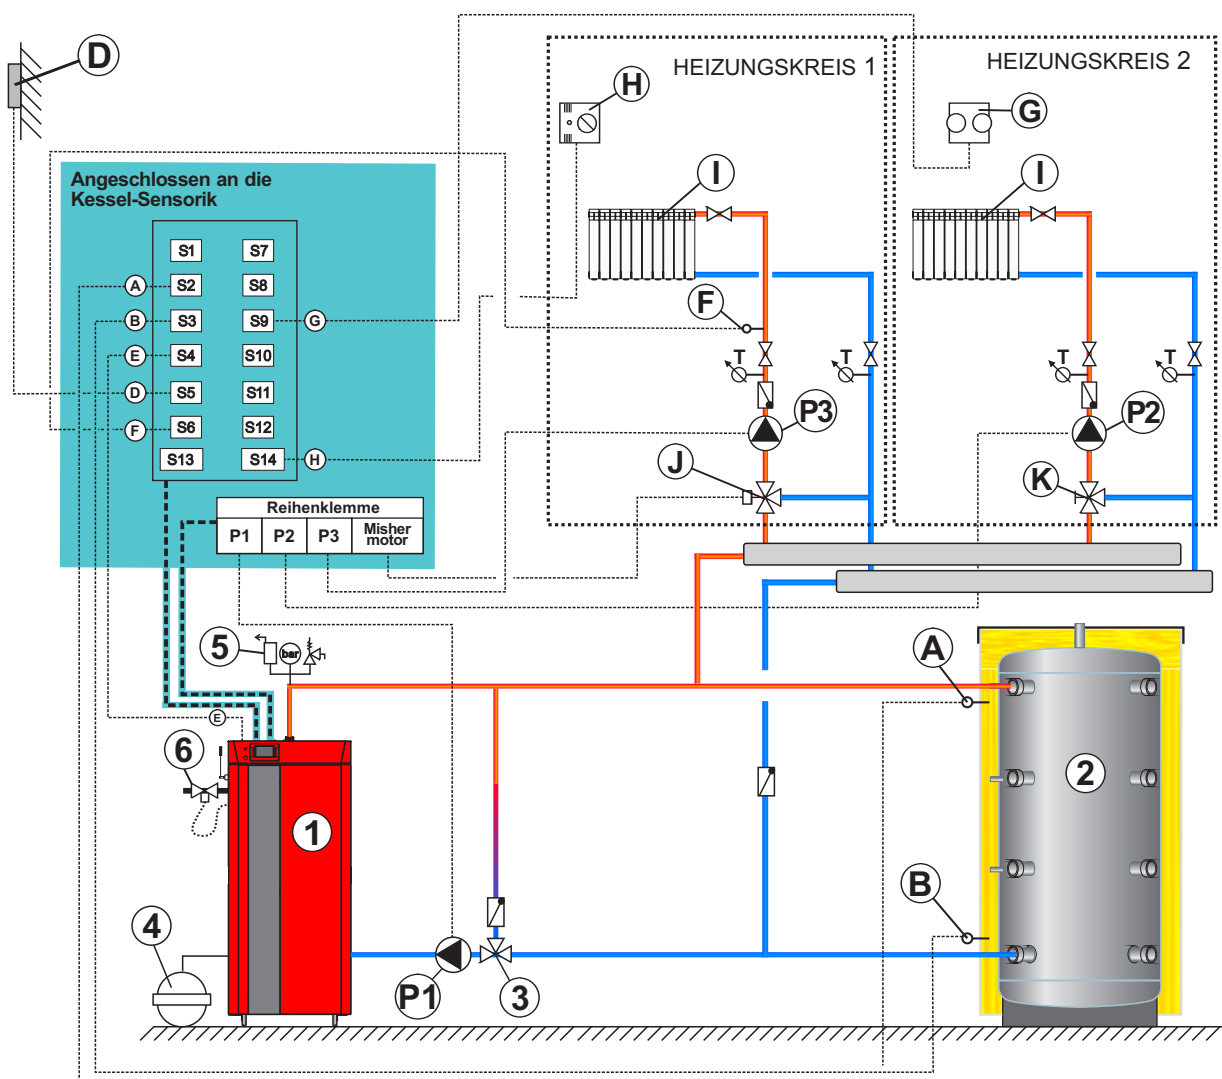 D
HEIZUNGSKREIS 1
HEIZUNGSKREIS 2
H
G
Angeschlossen an die
Kessel-Sensorik
I
I
S1
S7
A
S2
S8
B
S3
S9
G
F
E
S4
S10
T
T
T
T
D
S5
S11
F
S6
S12
P3
P2
S13
S14
H
J
K
Reihenklemme
P1
P2
P3
Misher
motor
5
bar
A
E
6
2
1
B
4
P1
3